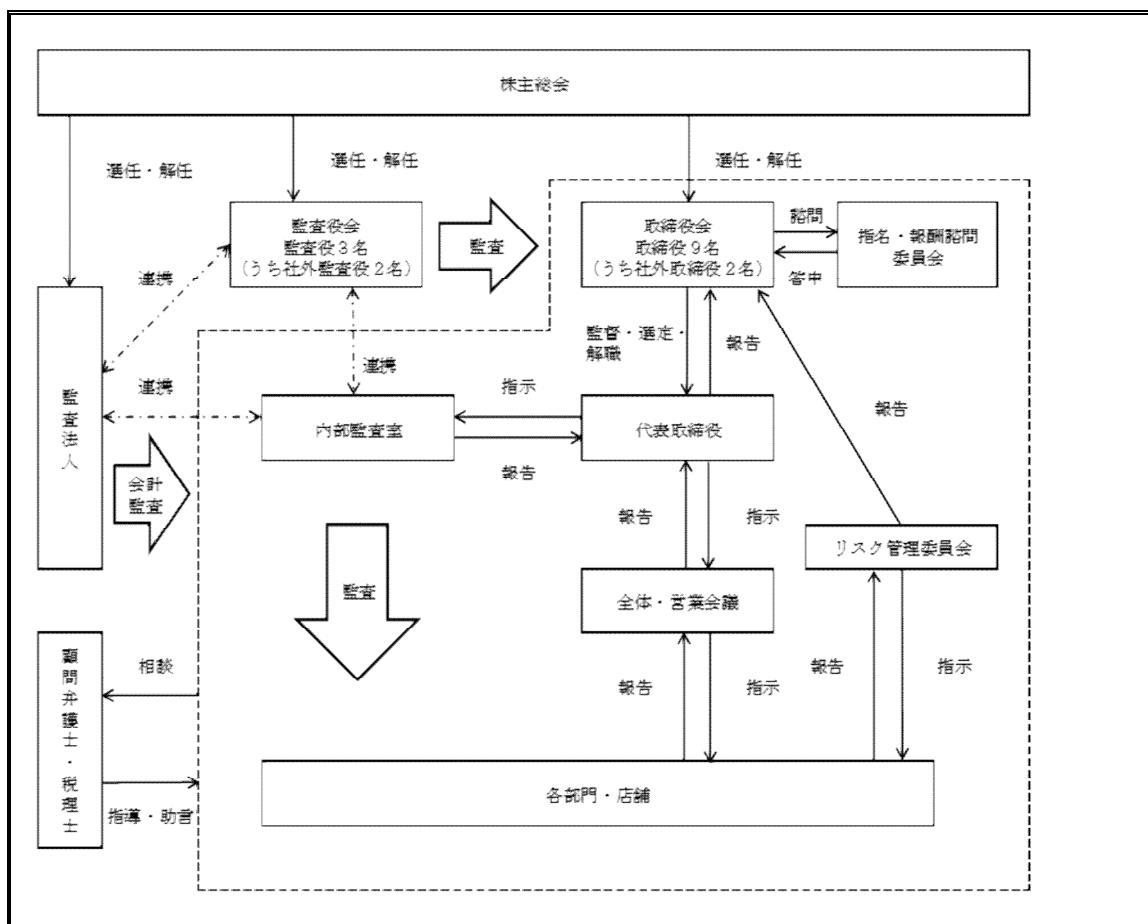 株主総会
選任・解任
選任・解任
選任・解任
監査役会
監査役3名
(うち社外監査役2名)
監査
取締役会
取締役9名
(うち社外取締役2名)
諮問
答申
指名・報酬諮問
委員会
連携
連携
連携
監督・選定・
解職
報告
報告
監査法人
会計
監査
内部監査室
指示
報告
代表取締役
報告
指示
リスク管理委員会
監査
全体・営業会議
報告
指示
報告
指示
顧問弁護士・税理士
相談
指導・助言
各部門・店舗